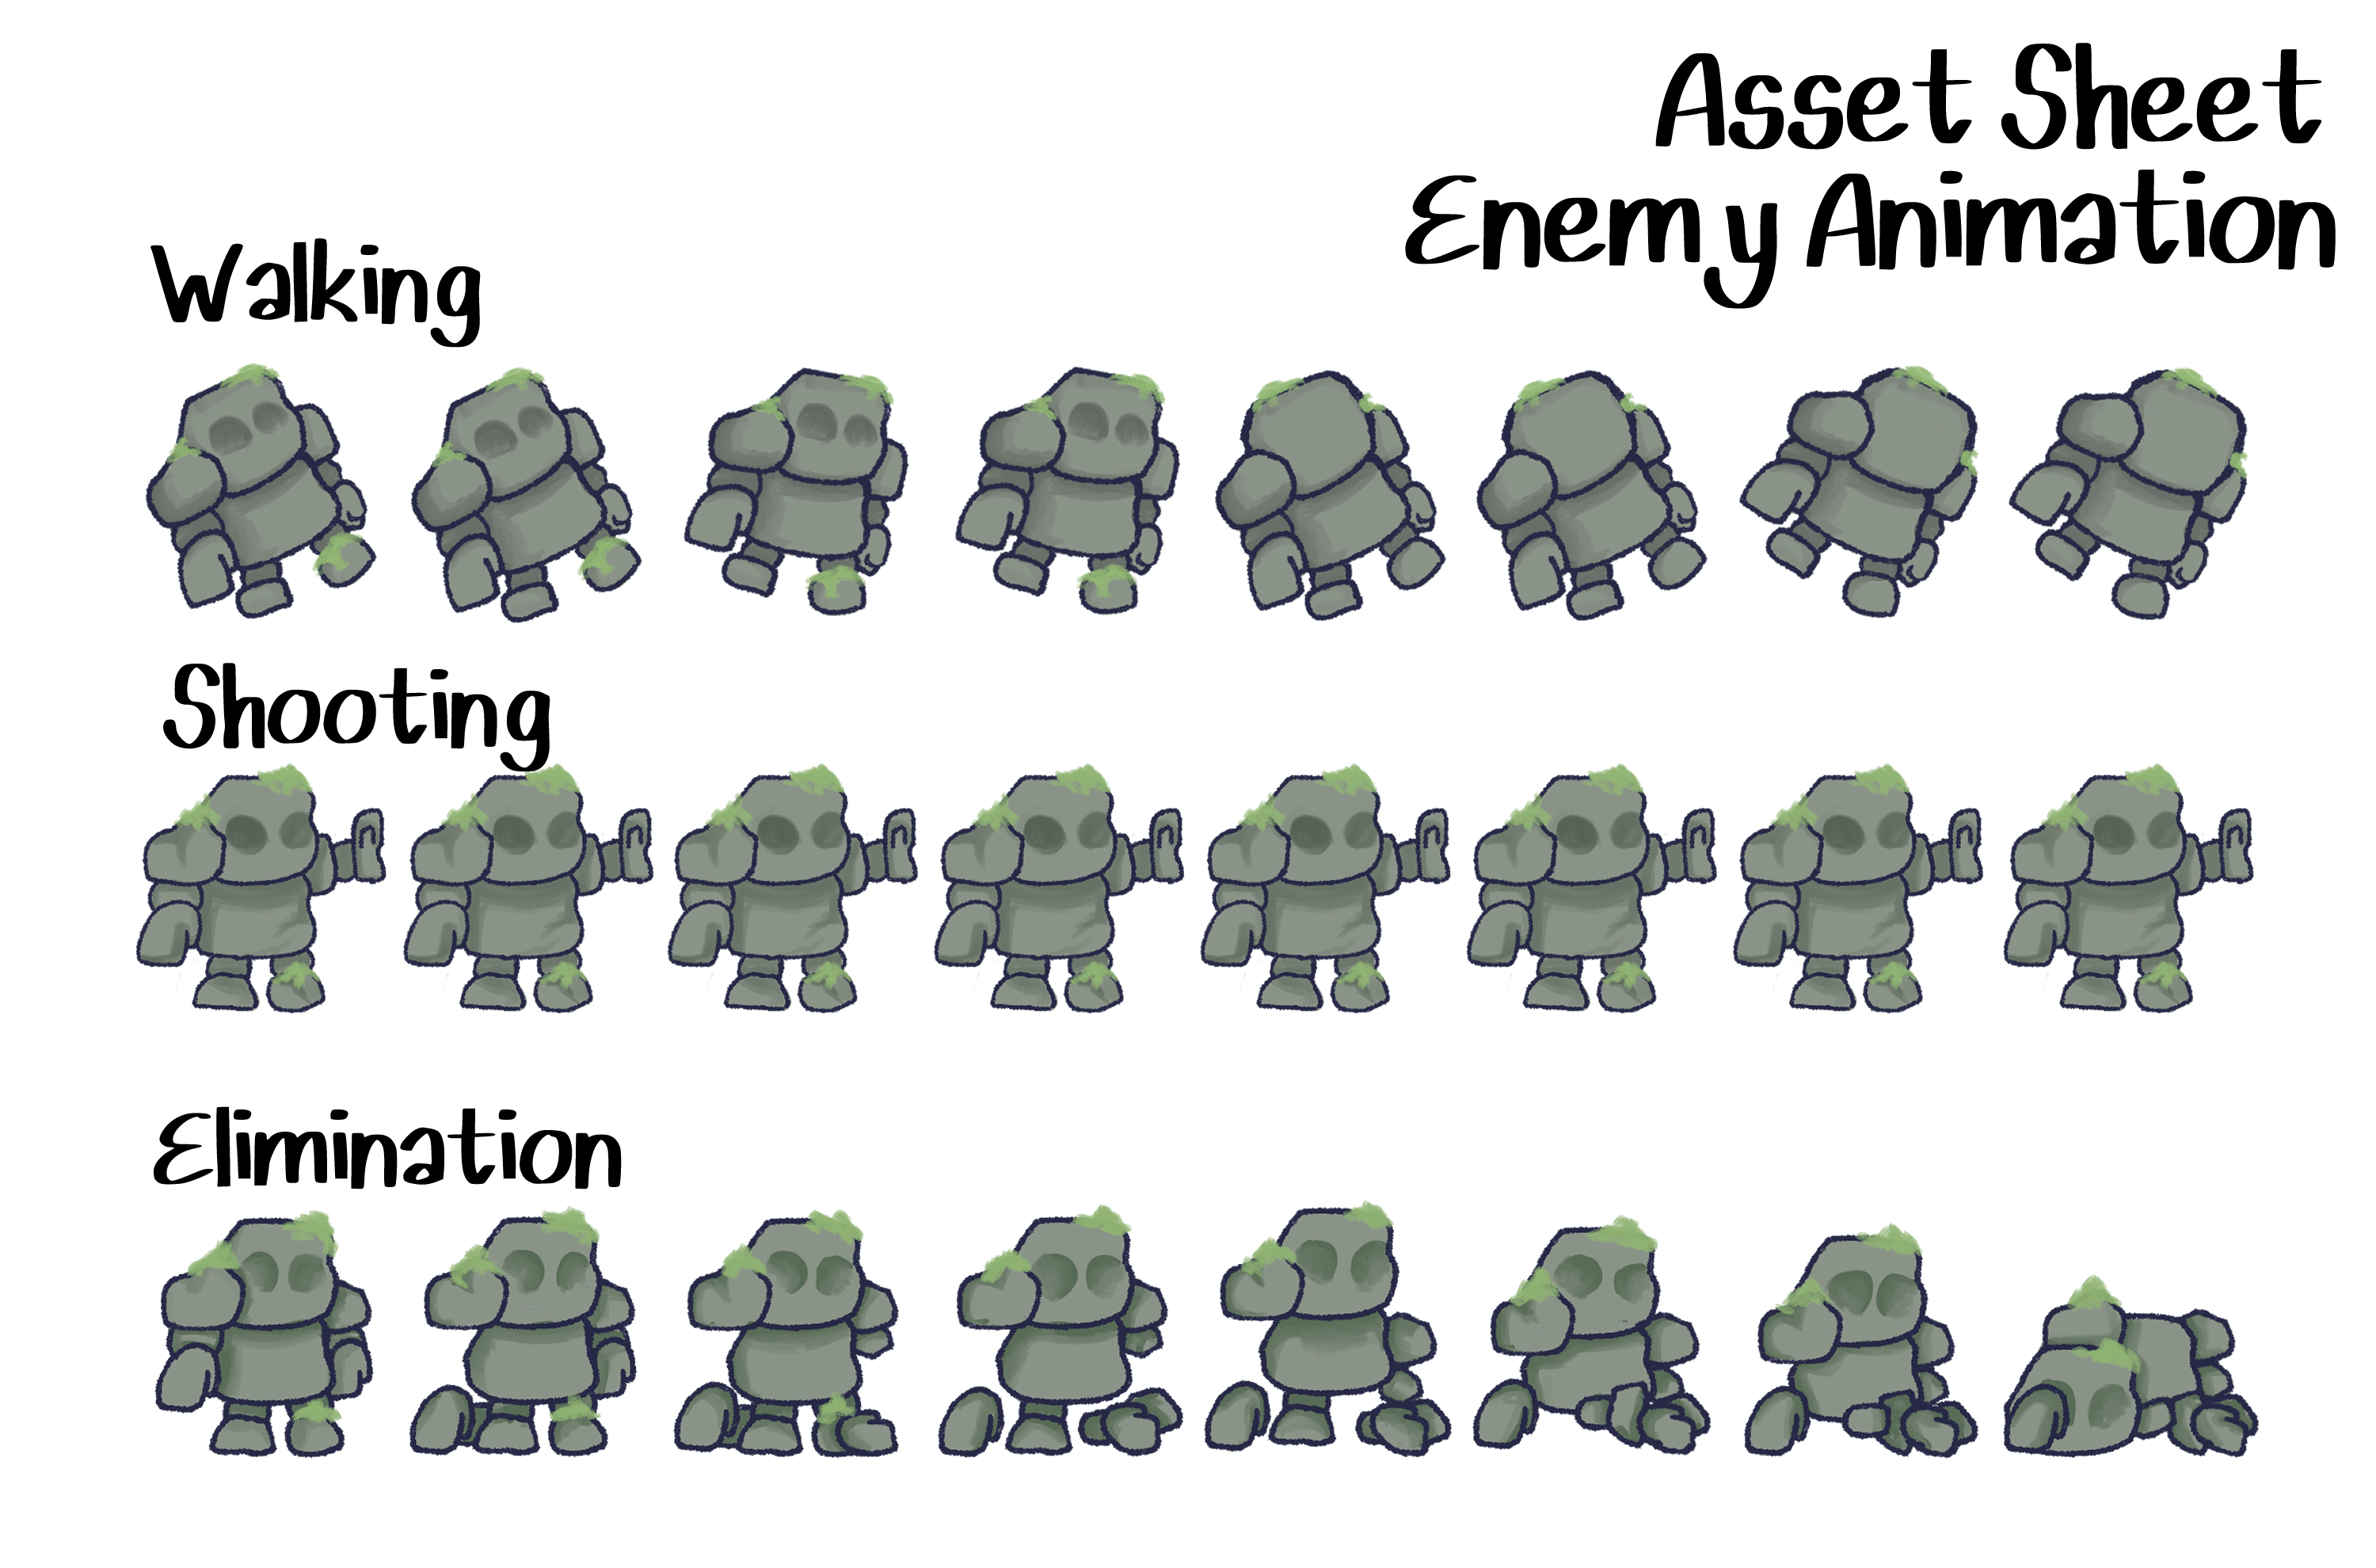 Asset Sheet
Enemy Animation
Walking
Shooting
Elimination